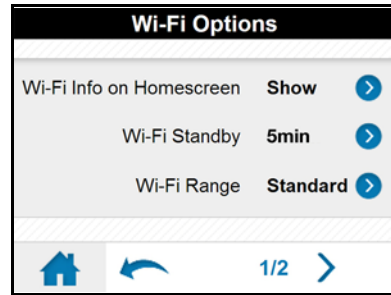 Wi-Fi Options
Wi-Fi Info on Homescreen Show
Wi-Fi Standby 5min
Wi-Fi Range Standard
1/2